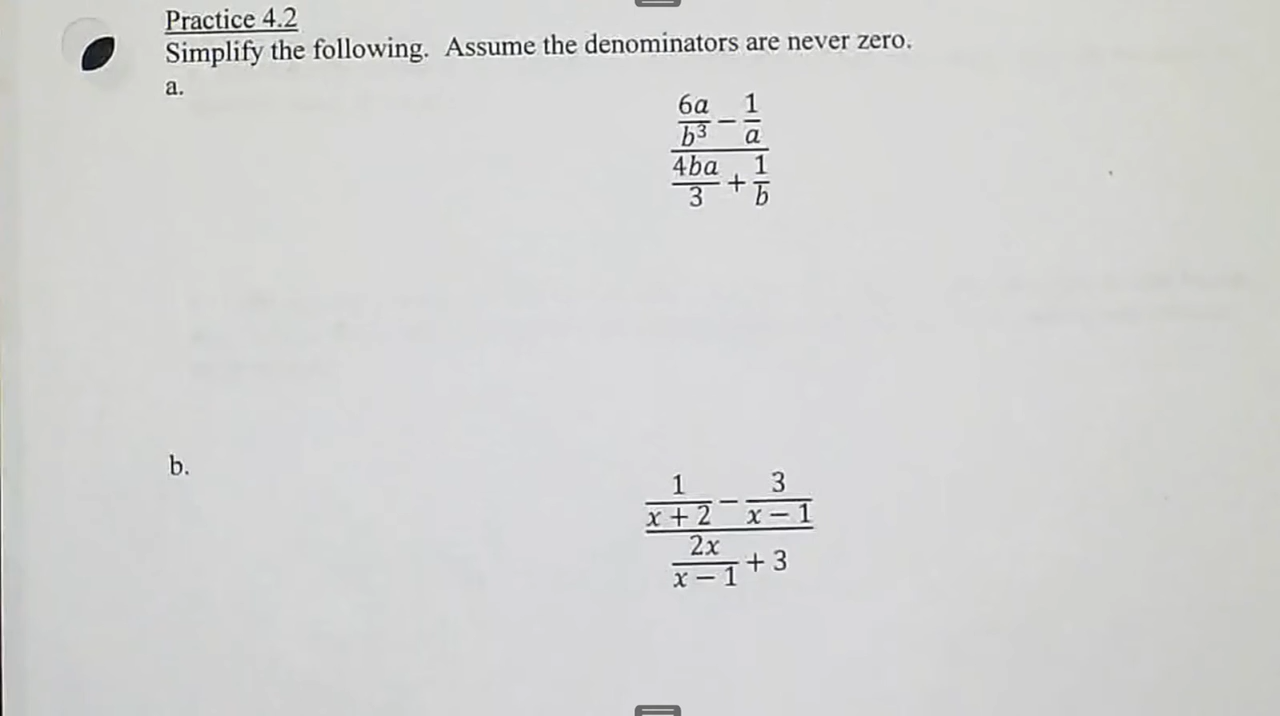 Practice 4.2
Simplify the following. Assume the denominators are never zero.
a.
6a/b³ − 1/a
4ba/3 + 1/b
b.
1/(x + 2) − 3/(x − 1)
2x/(x − 1) + 3